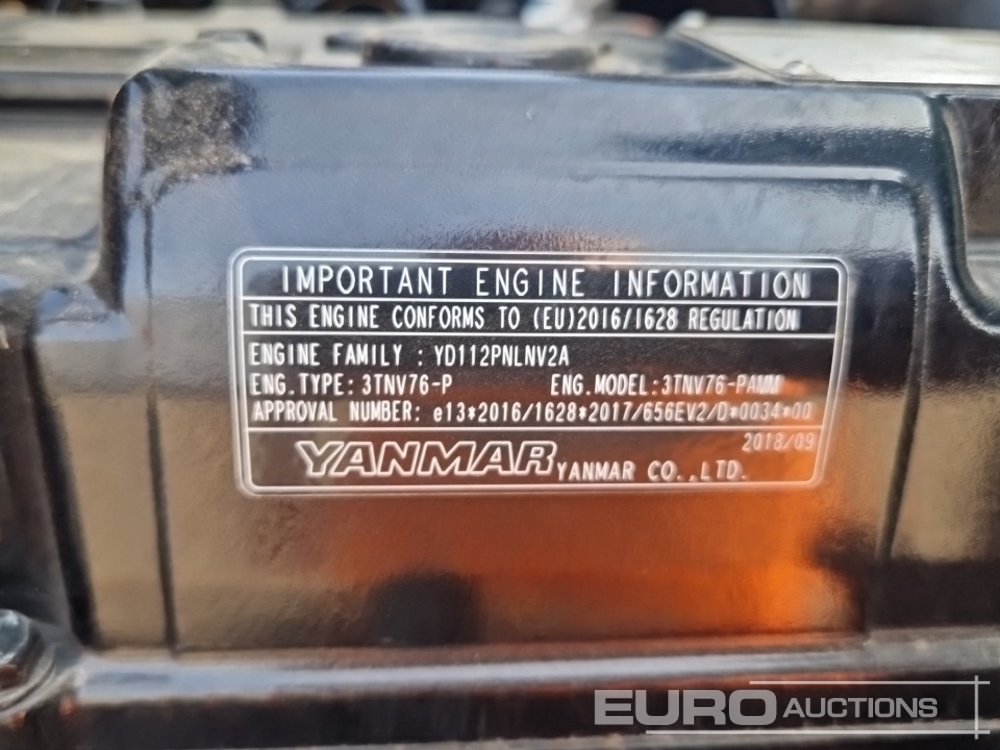 IMPORTANT ENGINE INFORMATION
THIS ENGINE CONFORMS TO (EU)2016/1628 REGULATION
ENGINE FAMILY : YD112PNLNV2A
ENG.TYPE: 3TNV76-P ENG.MODEL:3TNV76-PAMM
APPROVAL NUMBER: e13*2016/1628*2017/656EV2/D*0034*00
2018/09
YANMAR YANMAR CO.,LTD.
EURO AUCTIONS